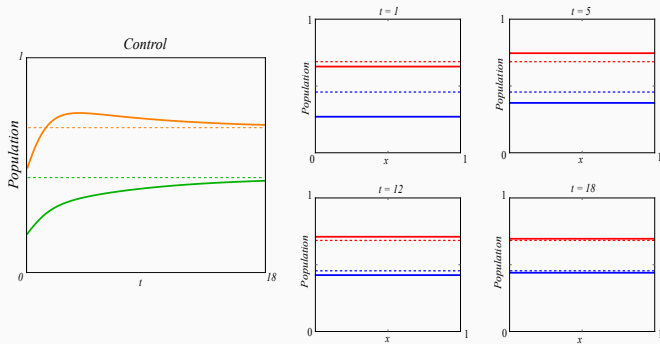 Control
1
Population
0
t
18
t = 1
1
Population
0
x
1
t = 5
1
Population
0
x
1
t = 12
1
Population
0
x
1
t = 18
1
Population
0
x
1